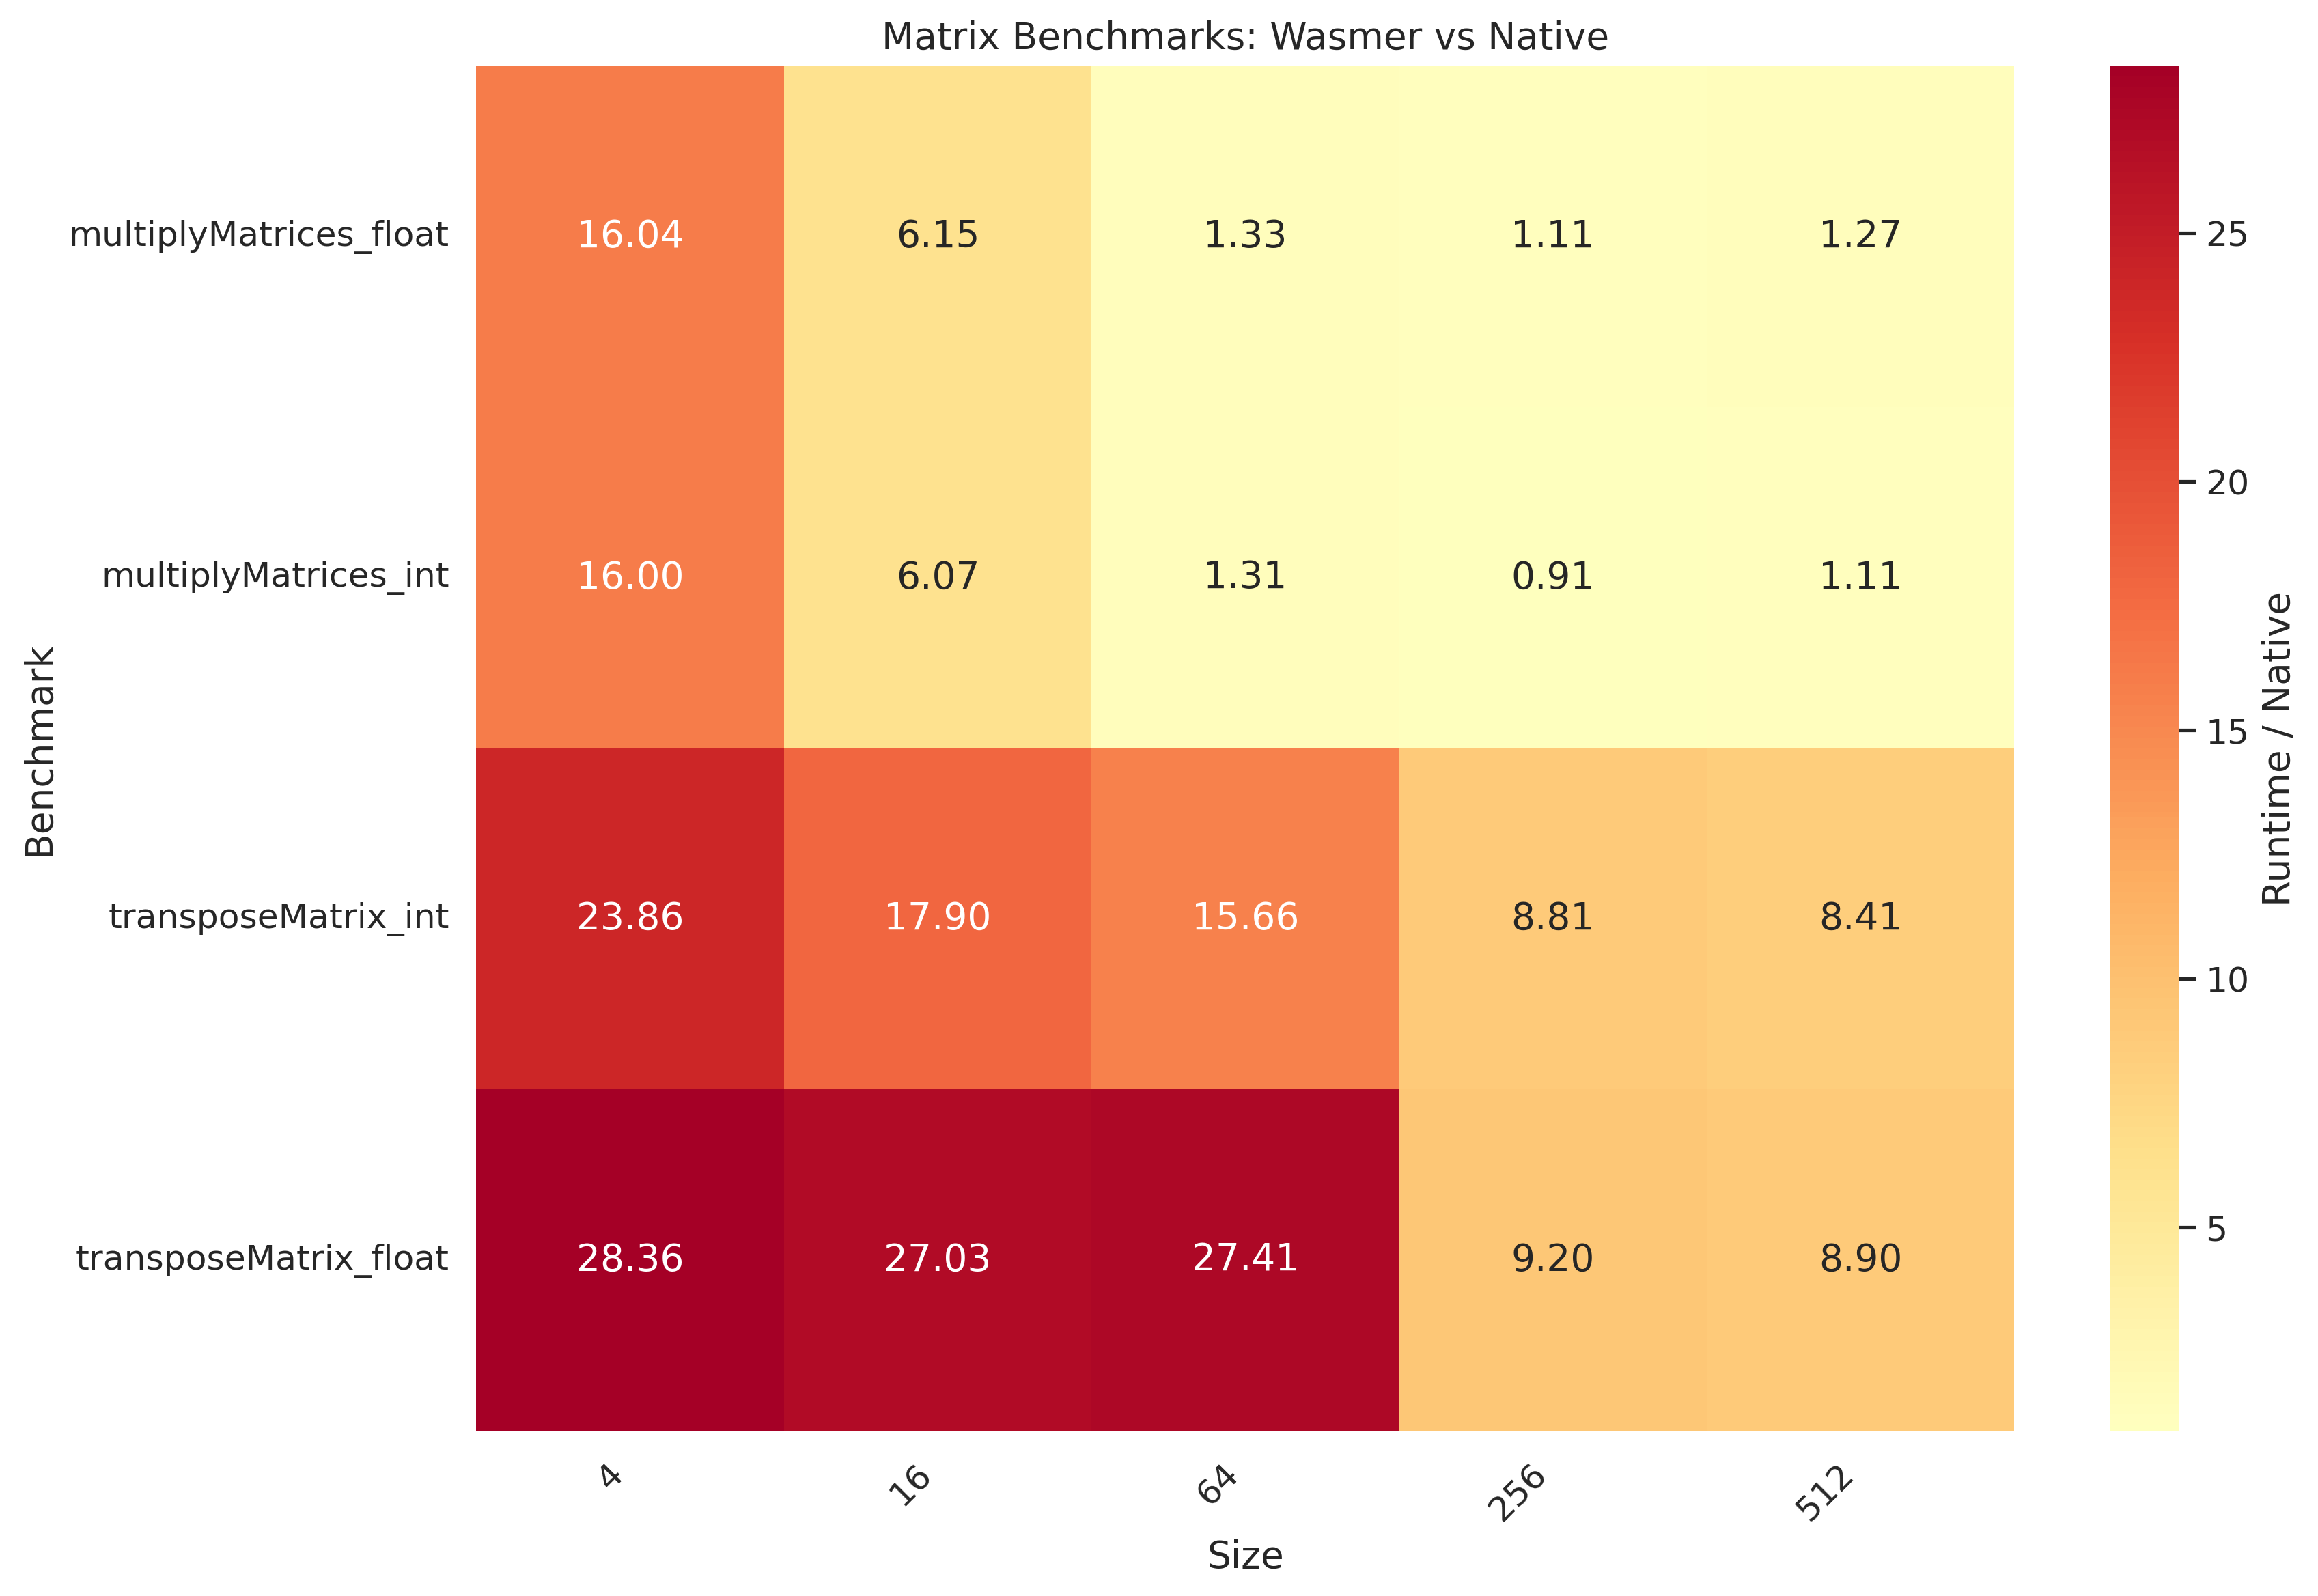 Matrix Benchmarks: Wasmer vs Native
multiplyMatrices_float 16.04 6.15 1.33 1.11 1.27
multiplyMatrices_int 16.00 6.07 1.31 0.91 1.11
transposeMatrix_int 23.86 17.90 15.66 8.81 8.41
transposeMatrix_float 28.36 27.03 27.41 9.20 8.90
Benchmark
4 16 64 256 512
Size
25
20
15
10
5
Runtime / Native